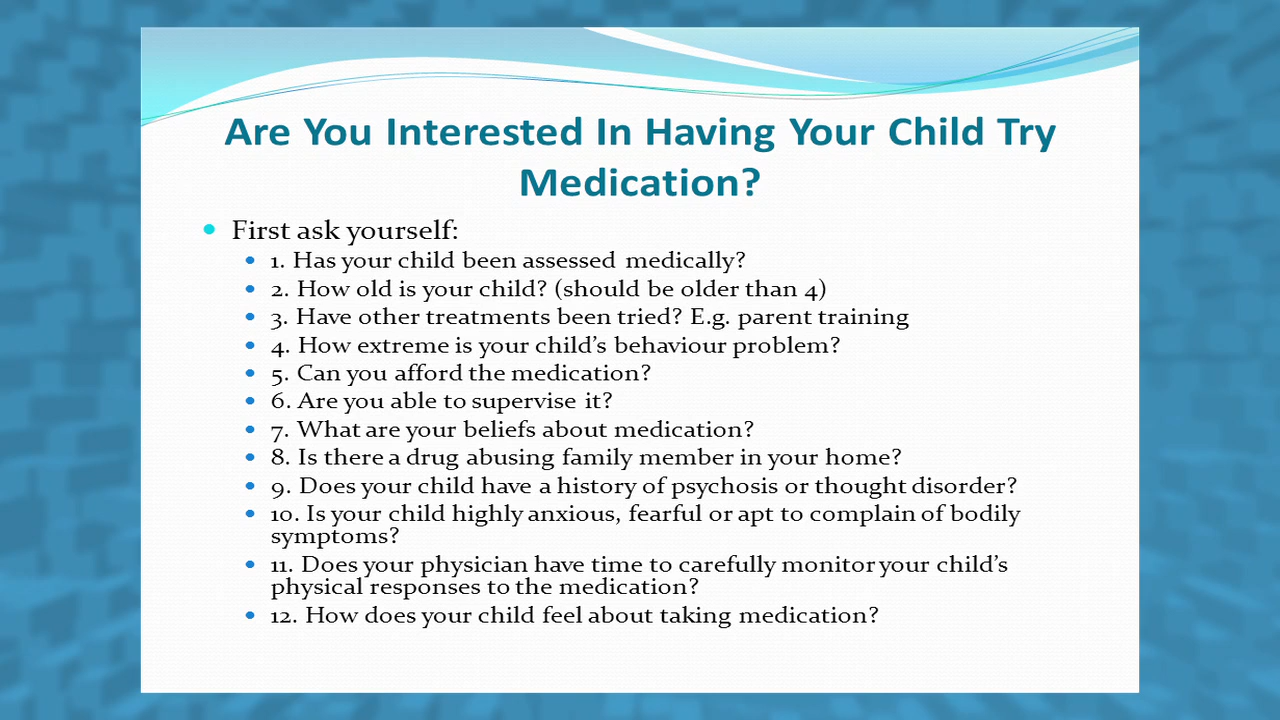 Are You Interested In Having Your Child Try
Medication?
First ask yourself:
1. Has your child been assessed medically?
2. How old is your child? (should be older than 4)
3. Have other treatments been tried? E.g. parent training
4. How extreme is your child's behaviour problem?
5. Can you afford the medication?
6. Are you able to supervise it?
7. What are your beliefs about medication?
8. Is there a drug abusing family member in your home?
9. Does your child have a history of psychosis or thought disorder?
10. Is your child highly anxious, fearful or apt to complain of bodily
symptoms?
11. Does your physician have time to carefully monitor your child's
physical responses to the medication?
12. How does your child feel about taking medication?